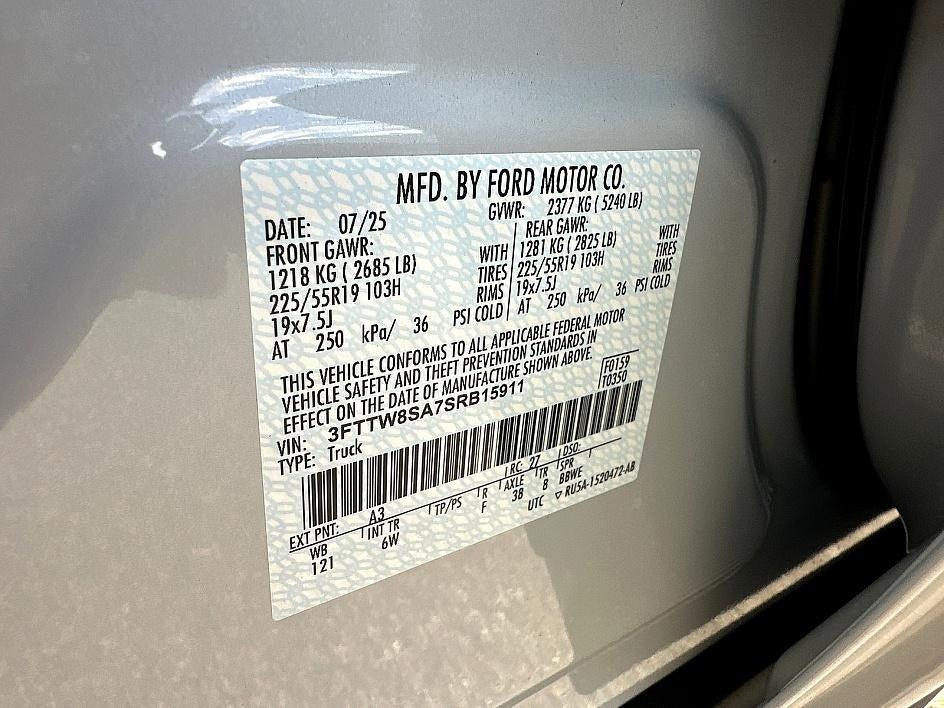 MFD. BY FORD MOTOR CO.
DATE: 07/25 GVWR: 2377 KG ( 5240 LB)
FRONT GAWR: REAR GAWR:
1218 KG ( 2685 LB) WITH 1281 KG ( 2825 LB) WITH
225/55R19 103H TIRES 225/55R19 103H TIRES
19x7.5J RIMS 19x7.5J RIMS
AT 250 kPa/ 36 PSI COLD AT 250 kPa/ 36 PSI COLD
THIS VEHICLE CONFORMS TO ALL APPLICABLE FEDERAL MOTOR
VEHICLE SAFETY AND THEFT PREVENTION STANDARDS IN
EFFECT ON THE DATE OF MANUFACTURE SHOWN ABOVE.
F0159
T0350
VIN: 3FTTW8SA7SRB15911
TYPE: Truck
EXT PNT: A3 RC: 27 DSO:
WB INT TR TP/PS R AXLE TR SPR
121 6W F 38 8 BBWE
UTC ▽ RU5A-1520472-AB